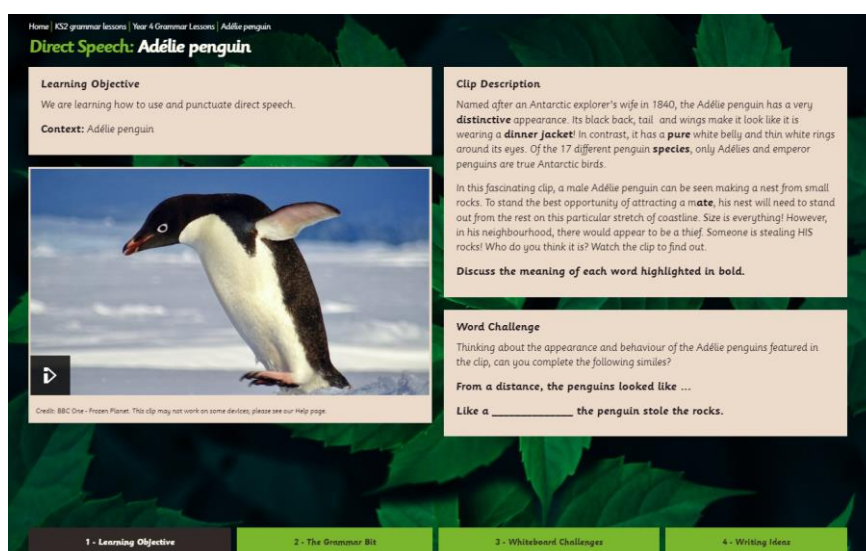 Home | KS2 grammar lessons | Year 4 Grammar Lessons | Adélie penguin
Direct Speech: Adélie penguin
Learning Objective
We are learning how to use and punctuate direct speech.
Context: Adélie penguin
Credit: BBC One - Frozen Planet. This clip may not work on some devices; please see our Help page.
Clip Description
Named after an Antarctic explorer's wife in 1840, the Adélie penguin has a very
distinctive appearance. Its black back, tail and wings make it look like it is
wearing a dinner jacket! In contrast, it has a pure white belly and thin white rings
around its eyes. Of the 17 different penguin species, only Adélies and emperor
penguins are true Antarctic birds.
In this fascinating clip, a male Adélie penguin can be seen making a nest from small
rocks. To stand the best opportunity of attracting a mate, his nest will need to stand
out from the rest on this particular stretch of coastline. Size is everything! However,
in his neighbourhood, there would appear to be a thief. Someone is stealing HIS
rocks! Who do you think it is? Watch the clip to find out.
Discuss the meaning of each word highlighted in bold.
Word Challenge
Thinking about the appearance and behaviour of the Adélie penguins featured in
the clip, can you complete the following similes?
From a distance, the penguins looked like ...
Like a ______________ the penguin stole the rocks.
1 - Learning Objective
2 - The Grammar Bit
3 - Whiteboard Challenges
4 - Writing Ideas